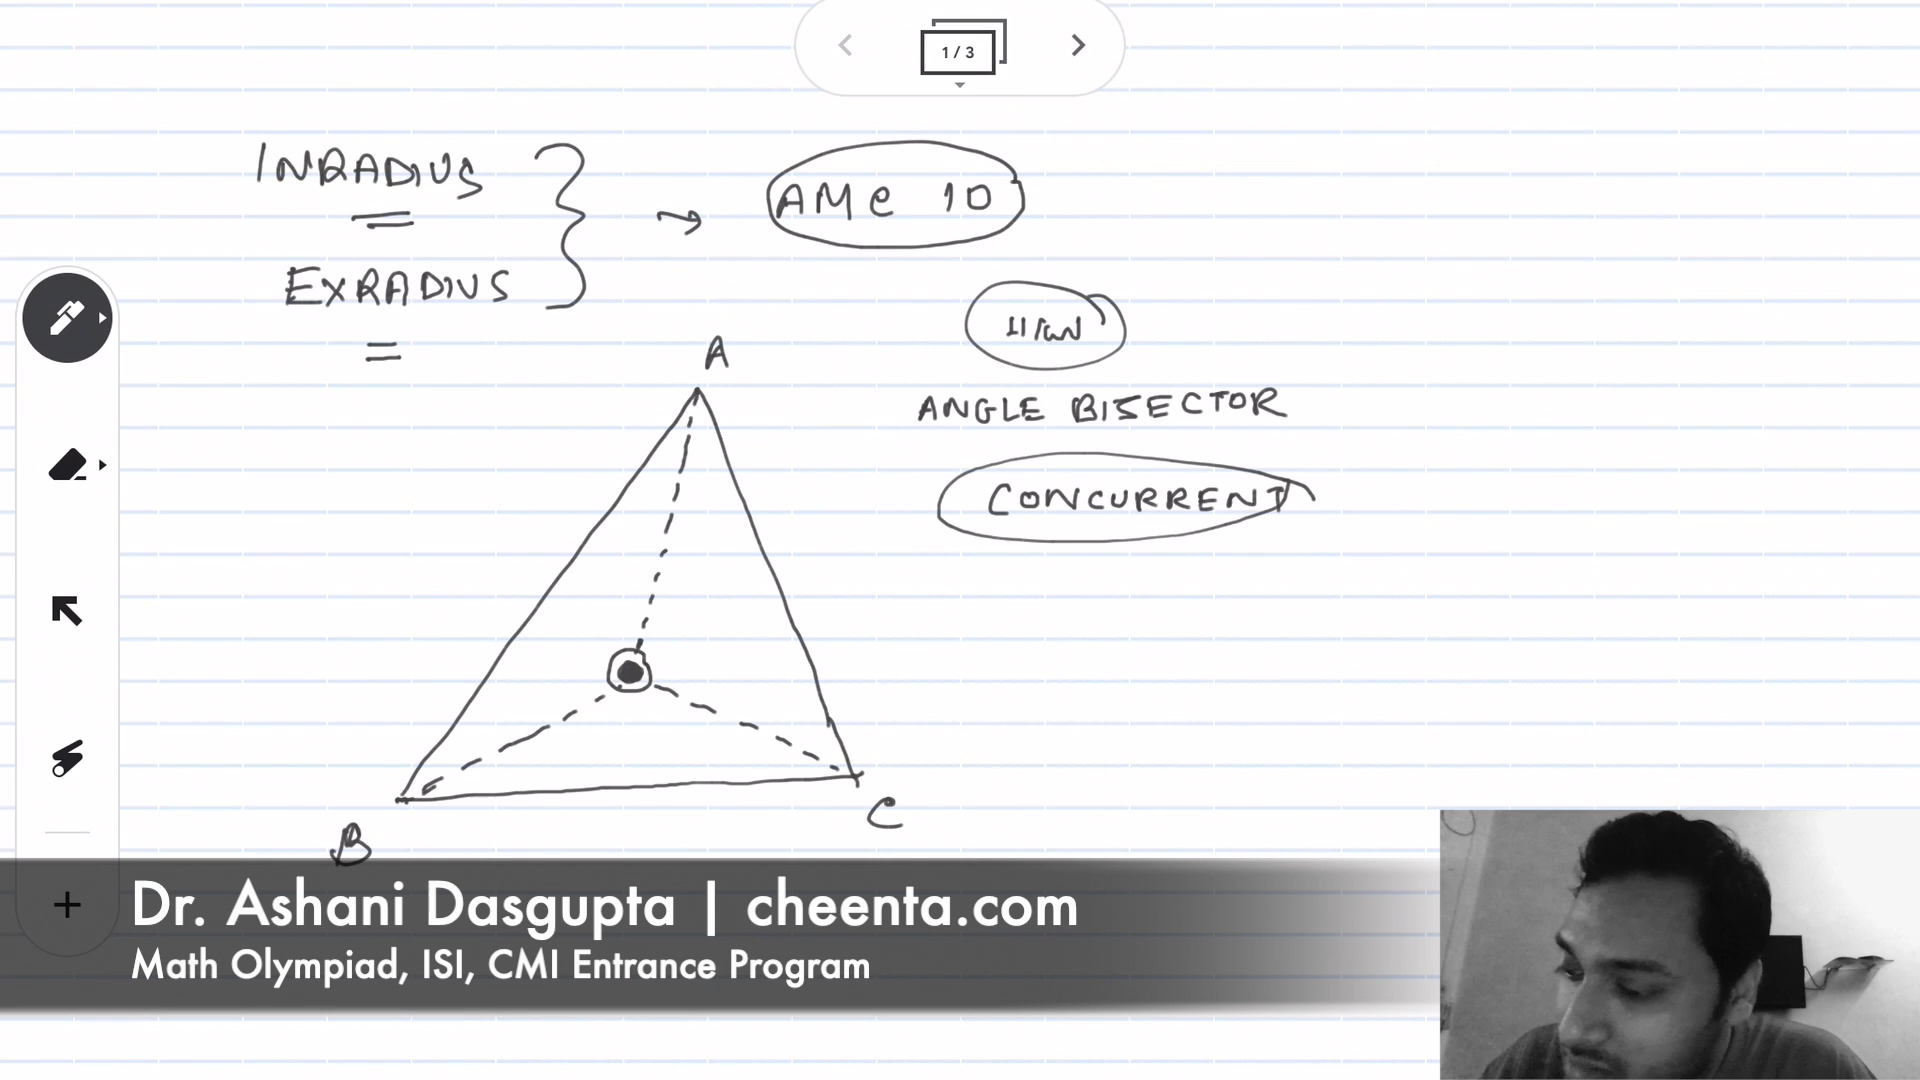 1 / 3
INRADIUS
EXRADIUS
=
AMC 10
ANGLE BISECTOR
CONCURRENT
A
B
C
Dr. Ashani Dasgupta | cheenta.com
Math Olympiad, ISI, CMI Entrance Program